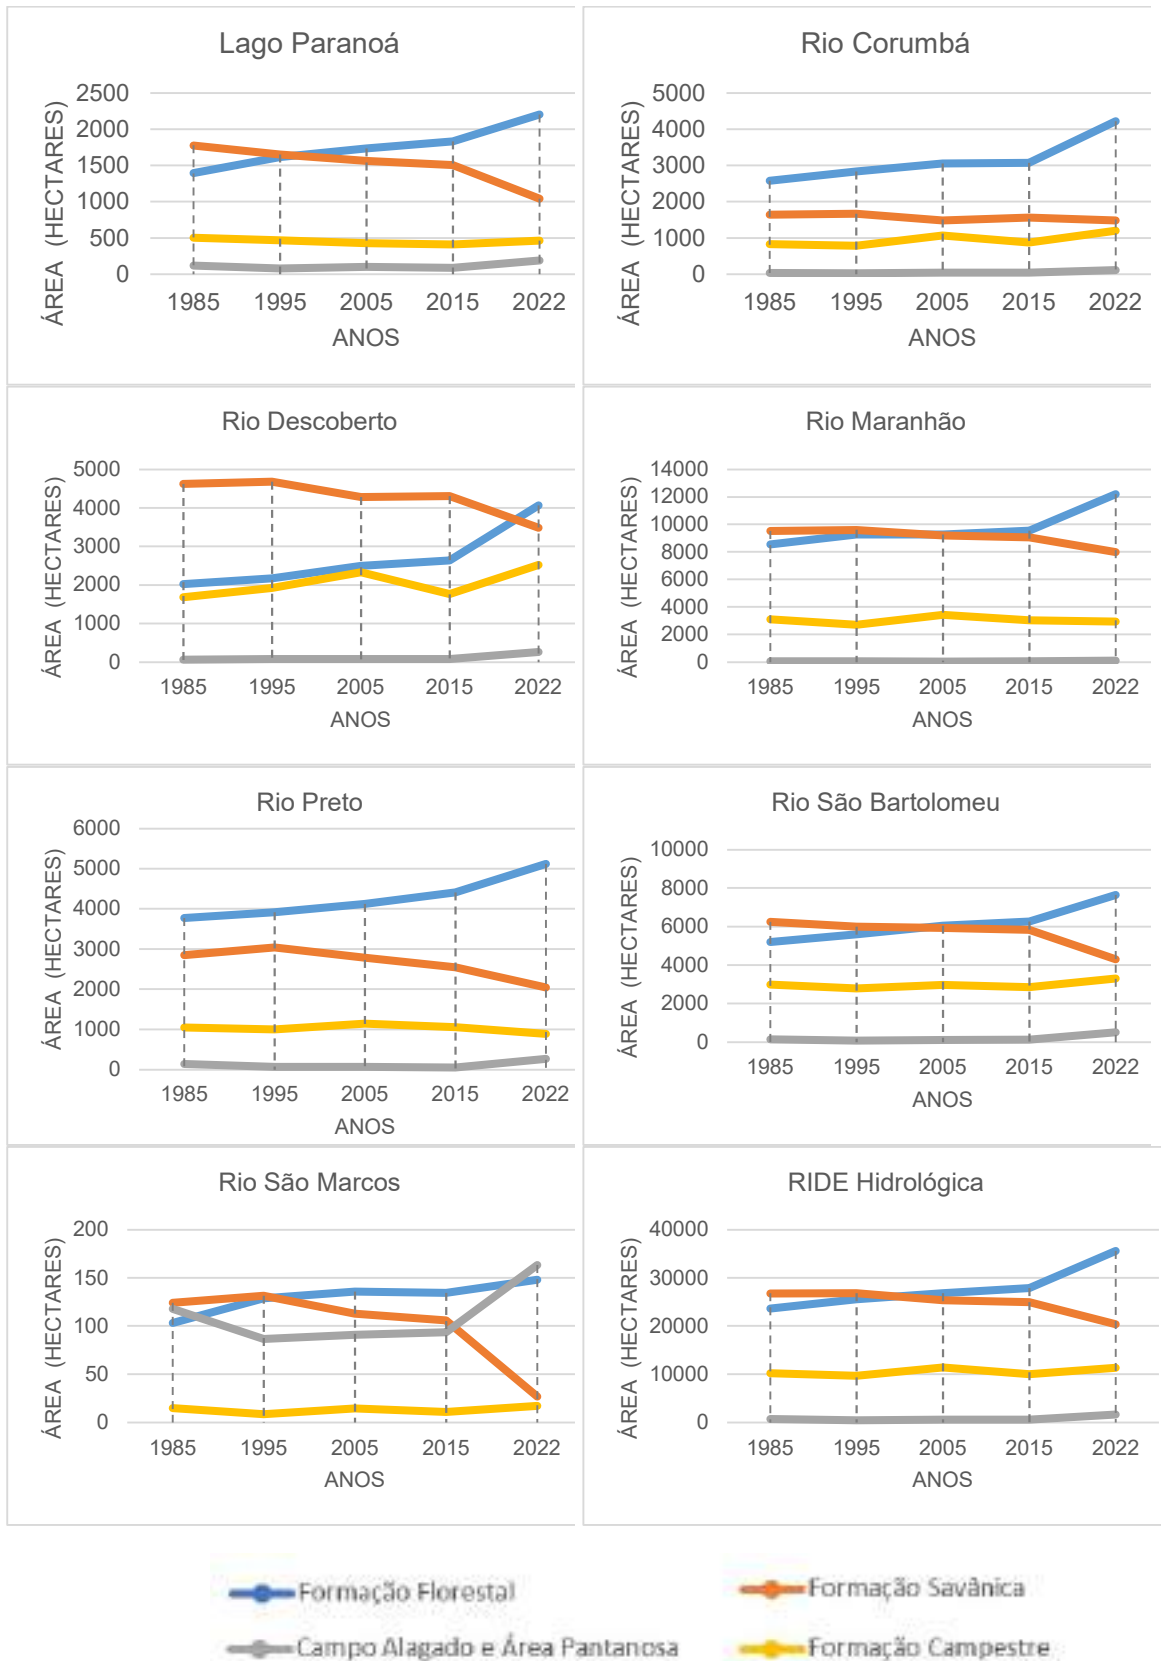 Lago Paranoá
ÁREA (HECTARES)
2500
2000
1500
1000
500
0
1985 1995 2005 2015 2022
ANOS
Rio Corumbá
ÁREA (HECTARES)
5000
4000
3000
2000
1000
0
1985 1995 2005 2015 2022
ANOS
Rio Descoberto
ÁREA (HECTARES)
5000
4000
3000
2000
1000
0
1985 1995 2005 2015 2022
ANOS
Rio Maranhão
ÁREA (HECTARES)
14000
12000
10000
8000
6000
4000
2000
0
1985 1995 2005 2015 2022
ANOS
Rio Preto
ÁREA (HECTARES)
6000
5000
4000
3000
2000
1000
0
1985 1995 2005 2015 2022
ANOS
Rio São Bartolomeu
ÁREA (HECTARES)
10000
8000
6000
4000
2000
0
1985 1995 2005 2015 2022
ANOS
Rio São Marcos
ÁREA (HECTARES)
200
150
100
50
0
1985 1995 2005 2015 2022
ANOS
RIDE Hidrológica
ÁREA (HECTARES)
40000
30000
20000
10000
0
1985 1995 2005 2015 2022
ANOS
Formação Florestal
Formação Savânica
Campo Alagado e Área Pantanosa
Formação Campestre